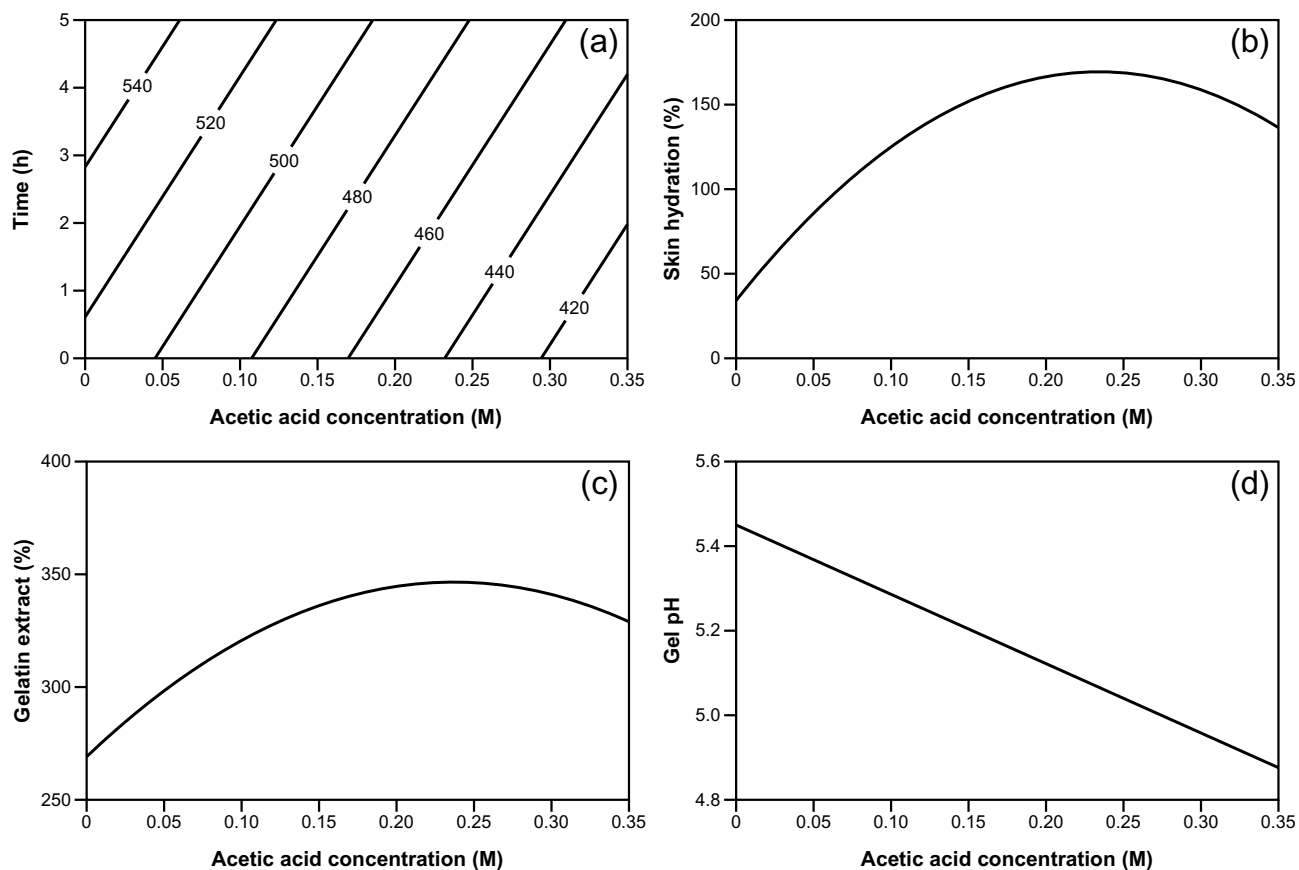 (a)
5
4
3
2
1
0
Time (h)
540
520
500
480
460
440
420
0 0.05 0.10 0.15 0.20 0.25 0.30 0.35
Acetic acid concentration (M)
(b)
200
150
100
50
0
Skin hydration (%)
0 0.05 0.10 0.15 0.20 0.25 0.30 0.35
Acetic acid concentration (M)
(c)
400
350
300
250
Gelatin extract (%)
0 0.05 0.10 0.15 0.20 0.25 0.30 0.35
Acetic acid concentration (M)
(d)
5.6
5.4
5.2
5.0
4.8
Gel pH
0 0.05 0.10 0.15 0.20 0.25 0.30 0.35
Acetic acid concentration (M)